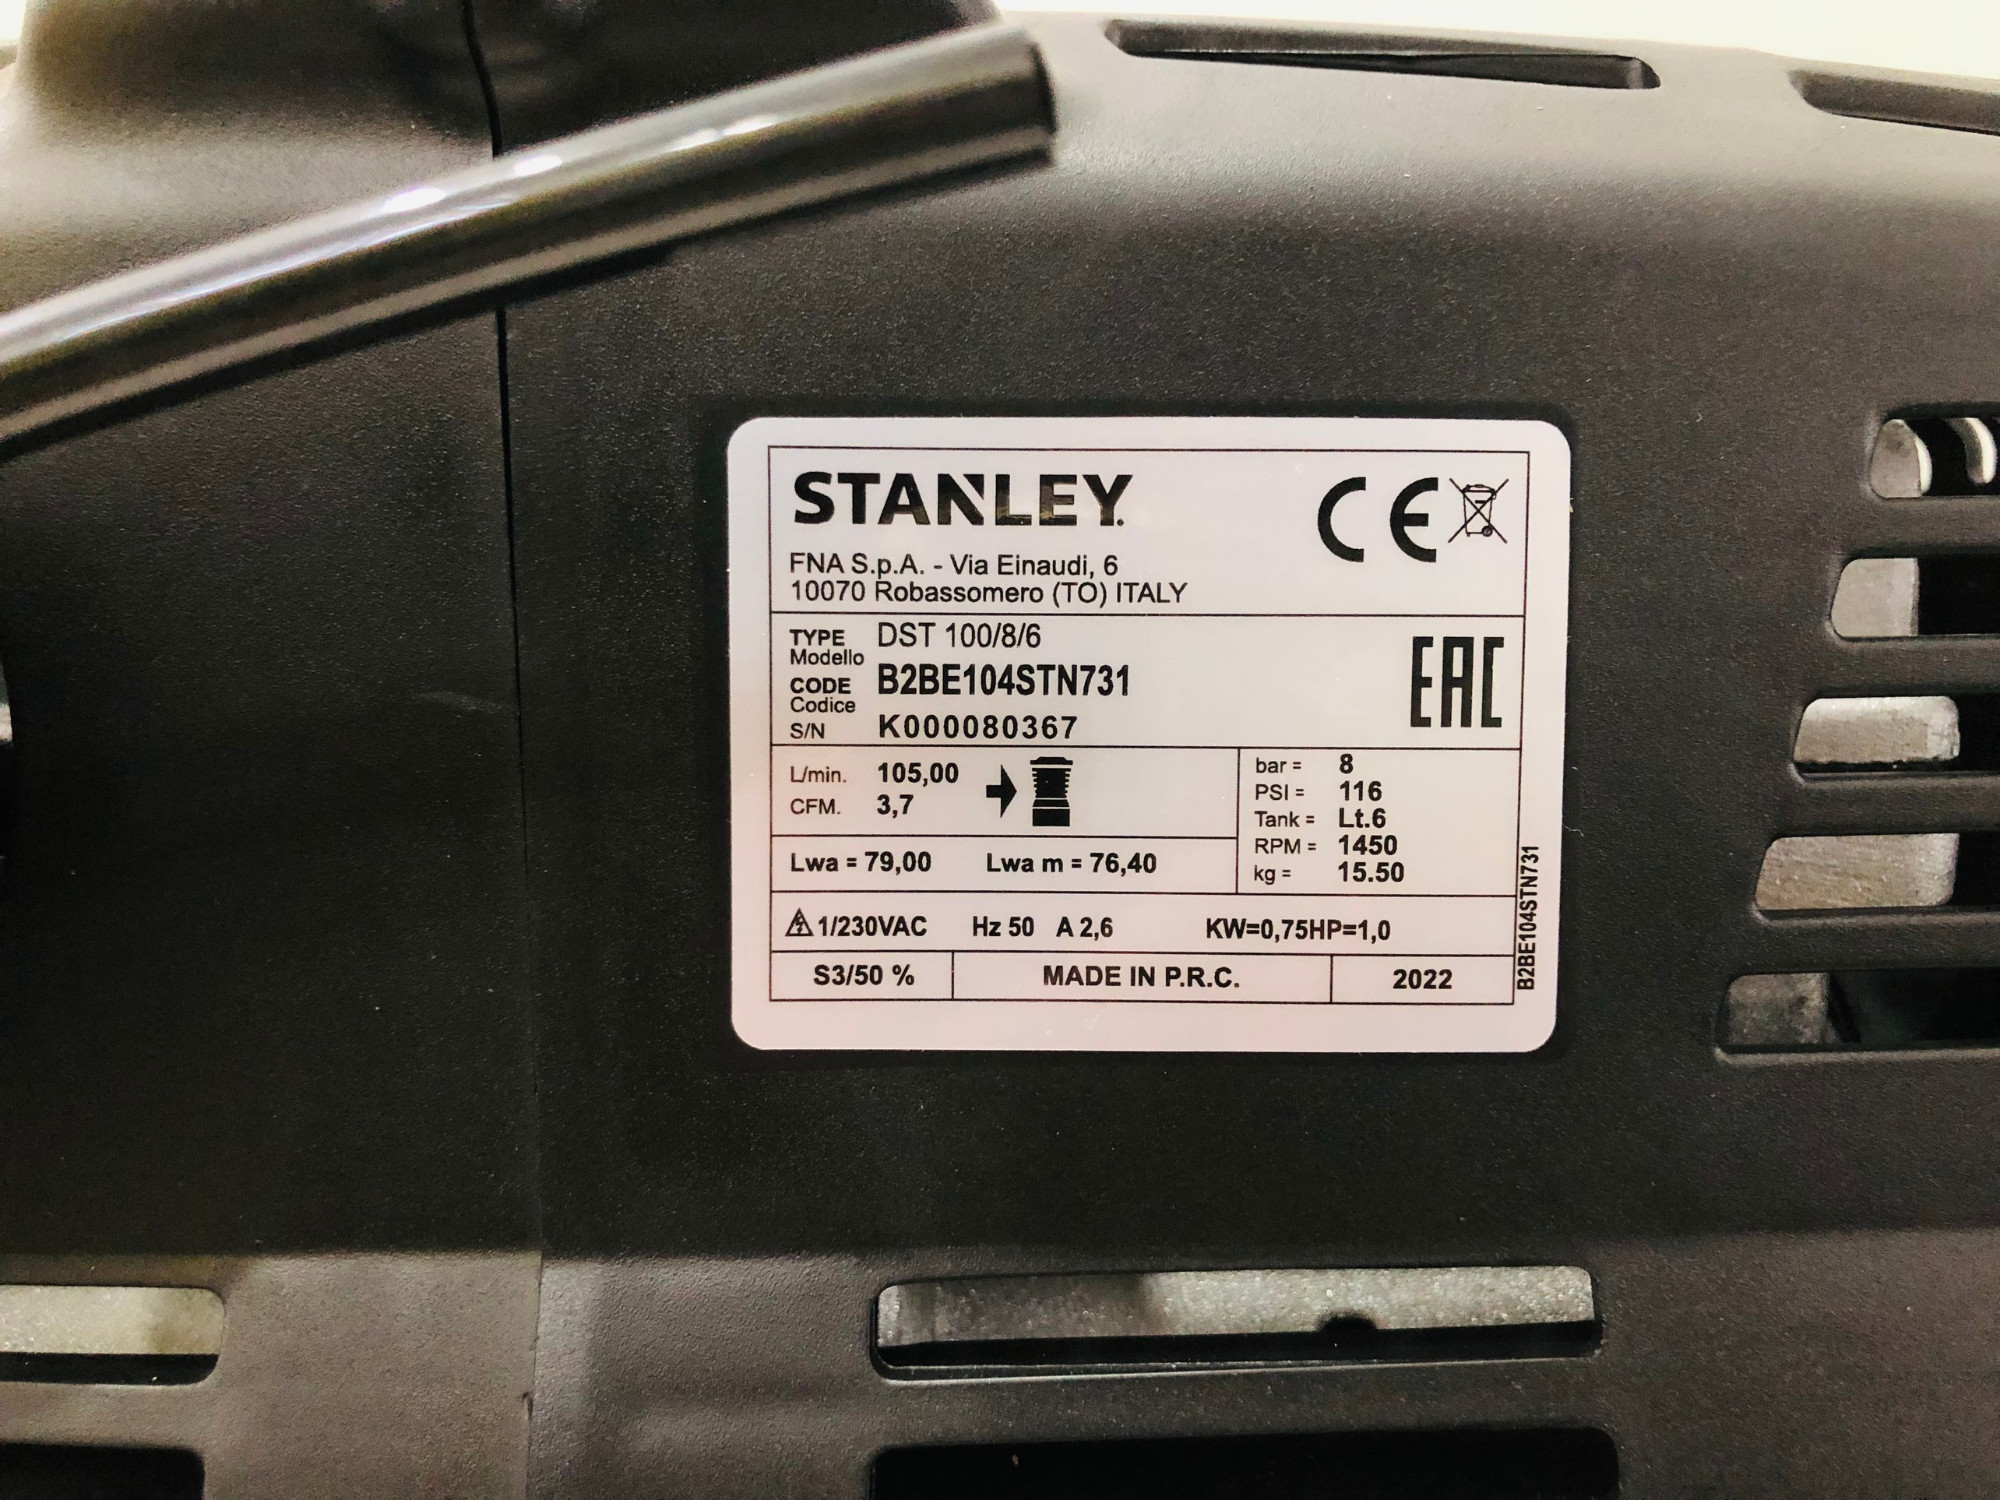 STANLEY.
CE
FNA S.p.A. - Via Einaudi, 6
10070 Robassomero (TO) ITALY
TYPE DST 100/8/6
Modello
CODE B2BE104STN731
Codice
S/N K000080367
EAC
L/min. 105,00
CFM. 3,7
bar = 8
PSI = 116
Tank = Lt.6
RPM = 1450
kg = 15.50
Lwa = 79,00 Lwa m = 76,40
1/230VAC Hz 50 A 2,6 KW=0,75HP=1,0
S3/50 % MADE IN P.R.C. 2022
B2BE104STN731